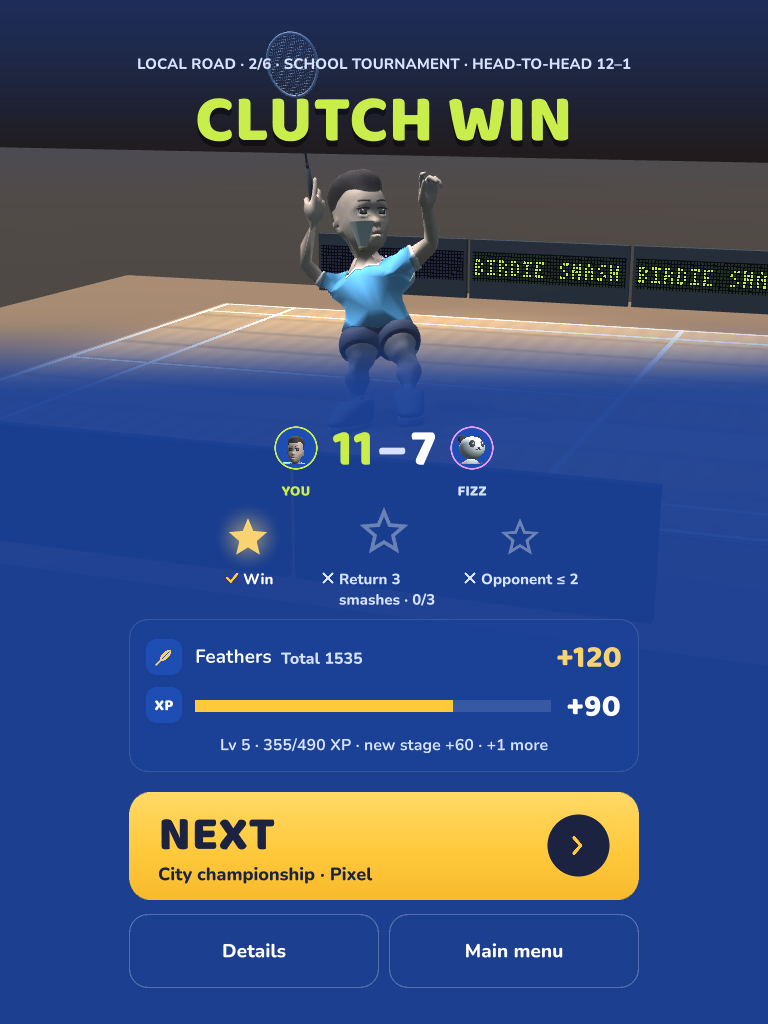 LOCAL ROAD · 2/6 · SCHOOL TOURNAMENT · HEAD-TO-HEAD 12–1
CLUTCH WIN
BIRDIE SMASH BIRDIE SMA
11–7
YOU FIZZ
Win Return 3 smashes · 0/3 Opponent ≤ 2
Feathers Total 1535 +120
XP +90
Lv 5 · 355/490 XP · new stage +60 · +1 more
NEXT
City championship · Pixel
Details Main menu